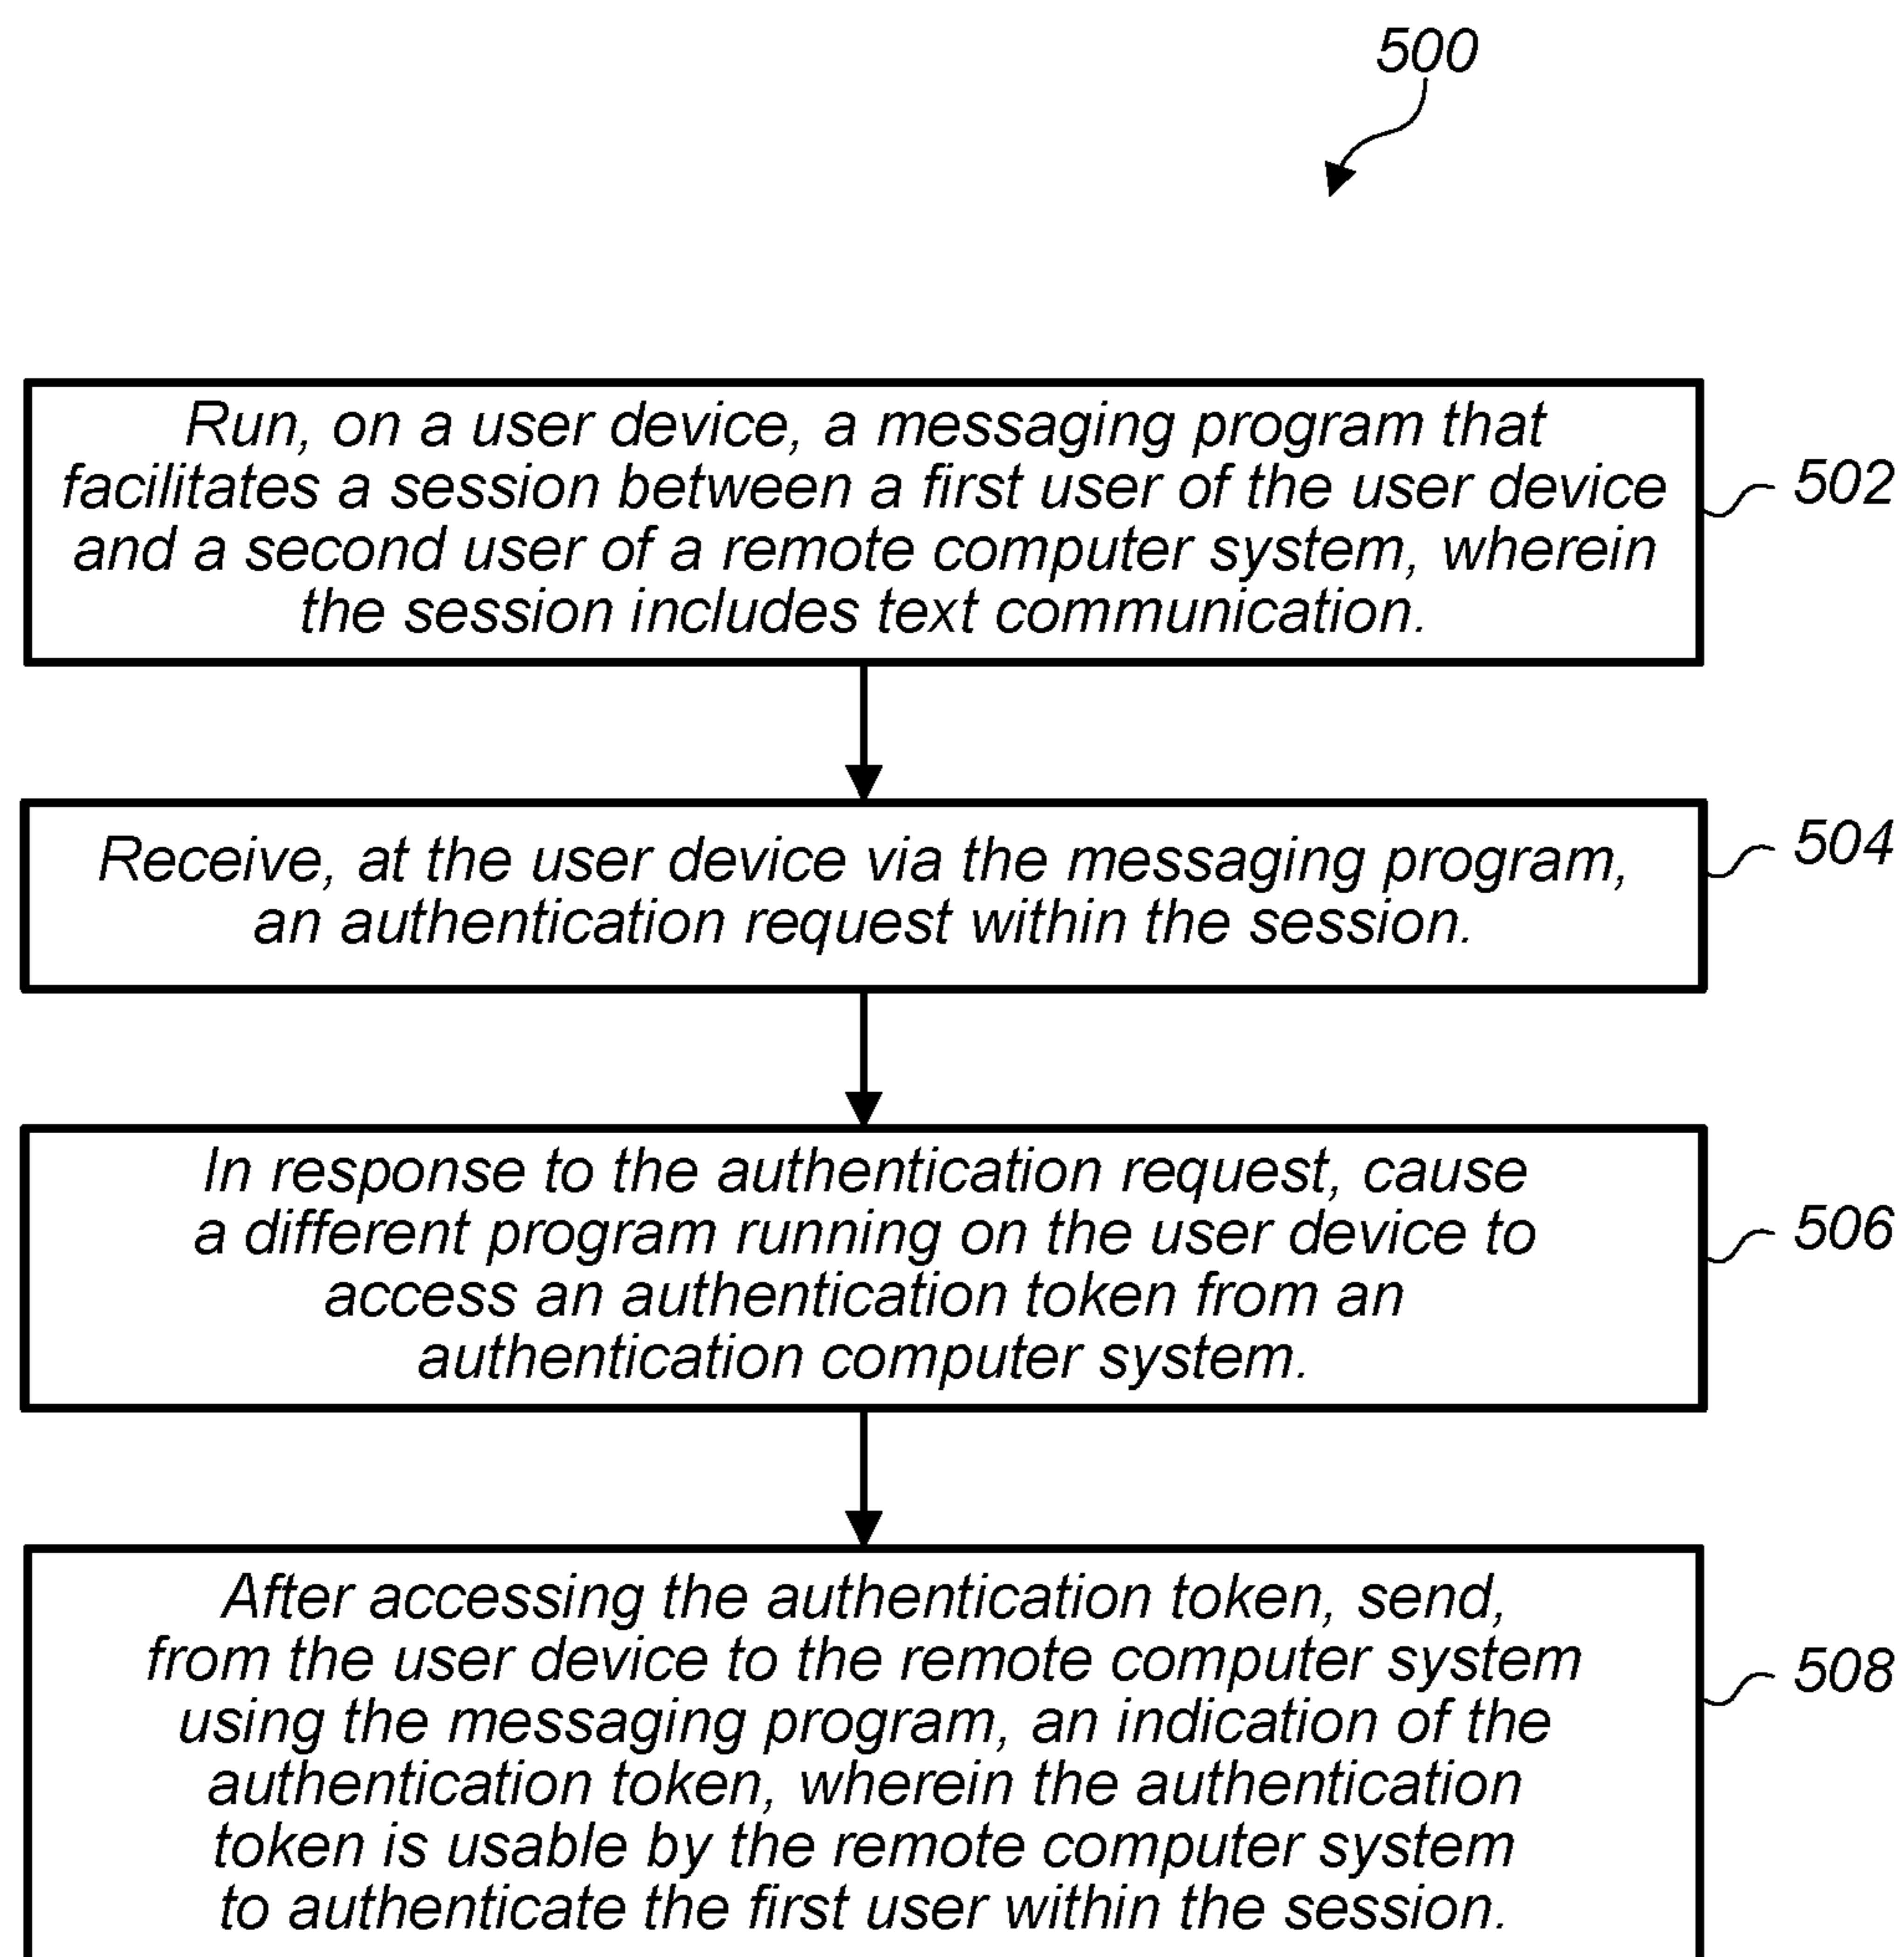 500
Run, on a user device, a messaging program that
facilitates a session between a first user of the user device
and a second user of a remote computer system, wherein
the session includes text communication.
502
Receive, at the user device via the messaging program,
an authentication request within the session.
504
In response to the authentication request, cause
a different program running on the user device to
access an authentication token from an
authentication computer system.
506
After accessing the authentication token, send,
from the user device to the remote computer system
using the messaging program, an indication of the
authentication token, wherein the authentication
token is usable by the remote computer system
to authenticate the first user within the session.
508